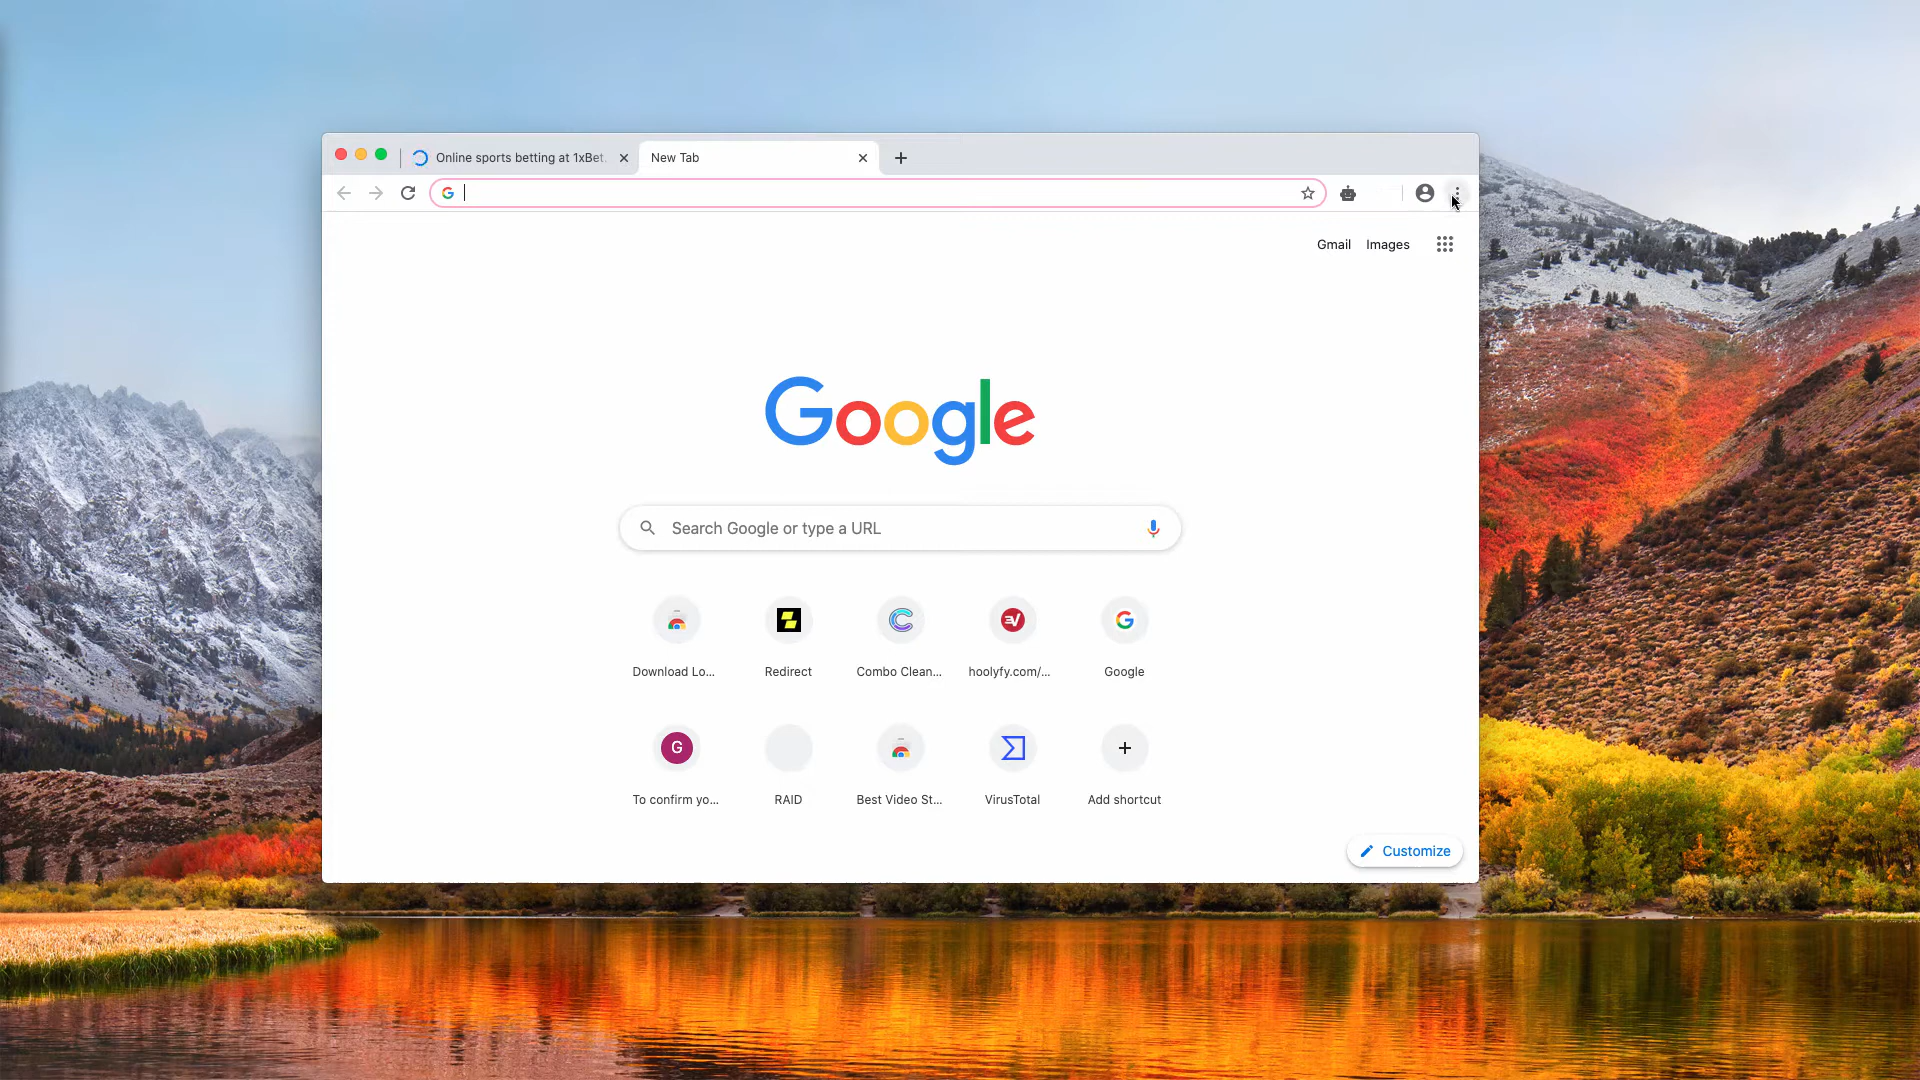 Online sports betting at 1xBet.
New Tab
Gmail Images
Google
Search Google or type a URL
Download Lo... Redirect Combo Clean... hoolyfy.com/... Google
G
To confirm yo... RAID Best Video St... VirusTotal Add shortcut
Customize